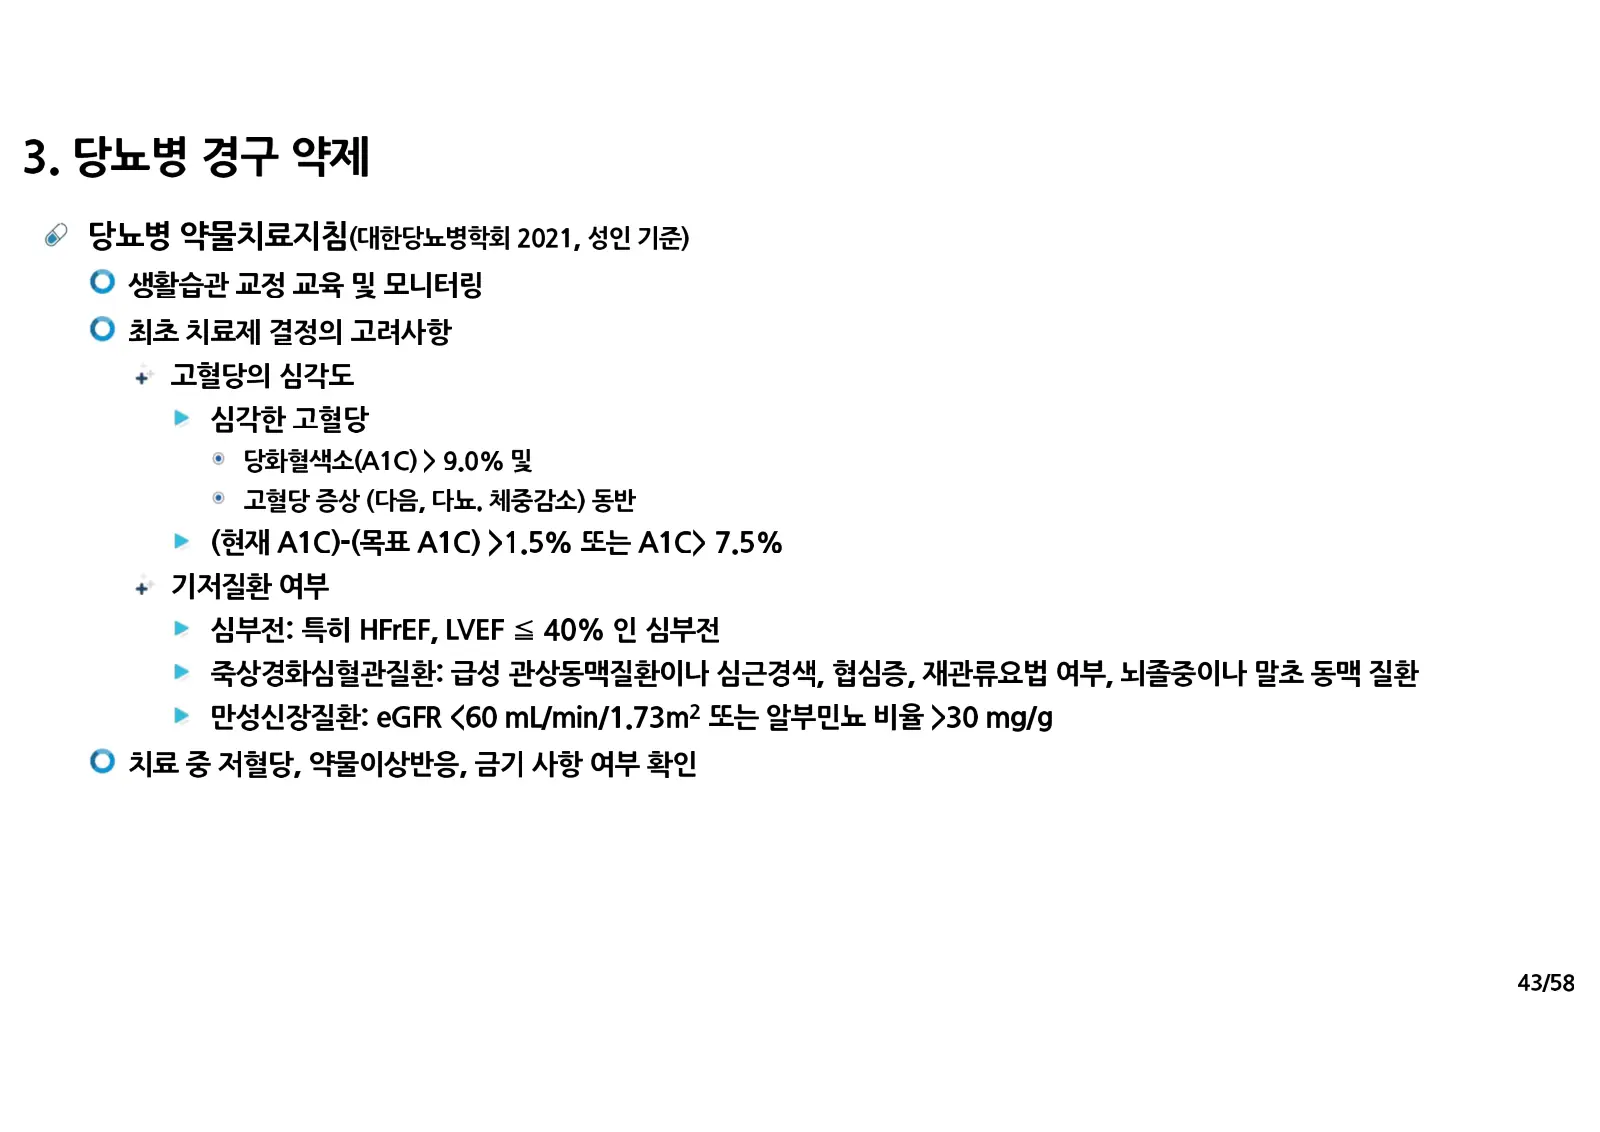 3. 당뇨병 경구 약제
당뇨병 약물치료지침(대한당뇨병학회 2021, 성인 기준)
생활습관 교정 교육 및 모니터링
최초 치료제 결정의 고려사항
고혈당의 심각도
심각한 고혈당
당화혈색소(A1C) > 9.0% 및
고혈당 증상 (다음, 다뇨. 체중감소) 동반
(현재 A1C)-(목표 A1C) >1.5% 또는 A1C> 7.5%
기저질환 여부
심부전: 특히 HFrEF, LVEF ≦ 40% 인 심부전
죽상경화심혈관질환: 급성 관상동맥질환이나 심근경색, 협심증, 재관류요법 여부, 뇌졸중이나 말초 동맥 질환
만성신장질환: eGFR <60 mL/min/1.73m² 또는 알부민뇨 비율 >30 mg/g
치료 중 저혈당, 약물이상반응, 금기 사항 여부 확인
43/58